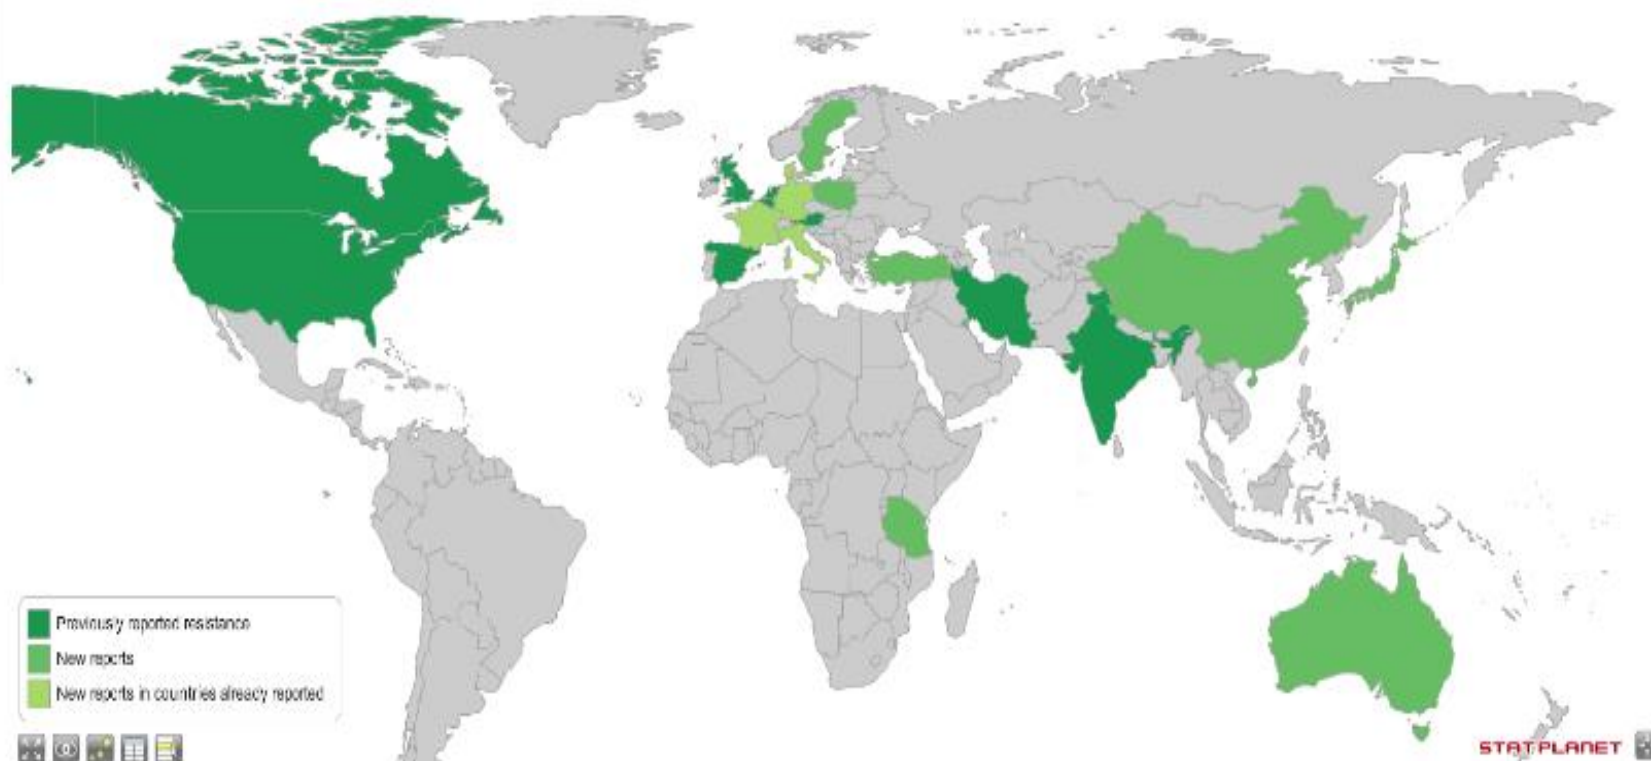 Previously reported resistance
New reports
New reports in countries already reported
STATPLANET